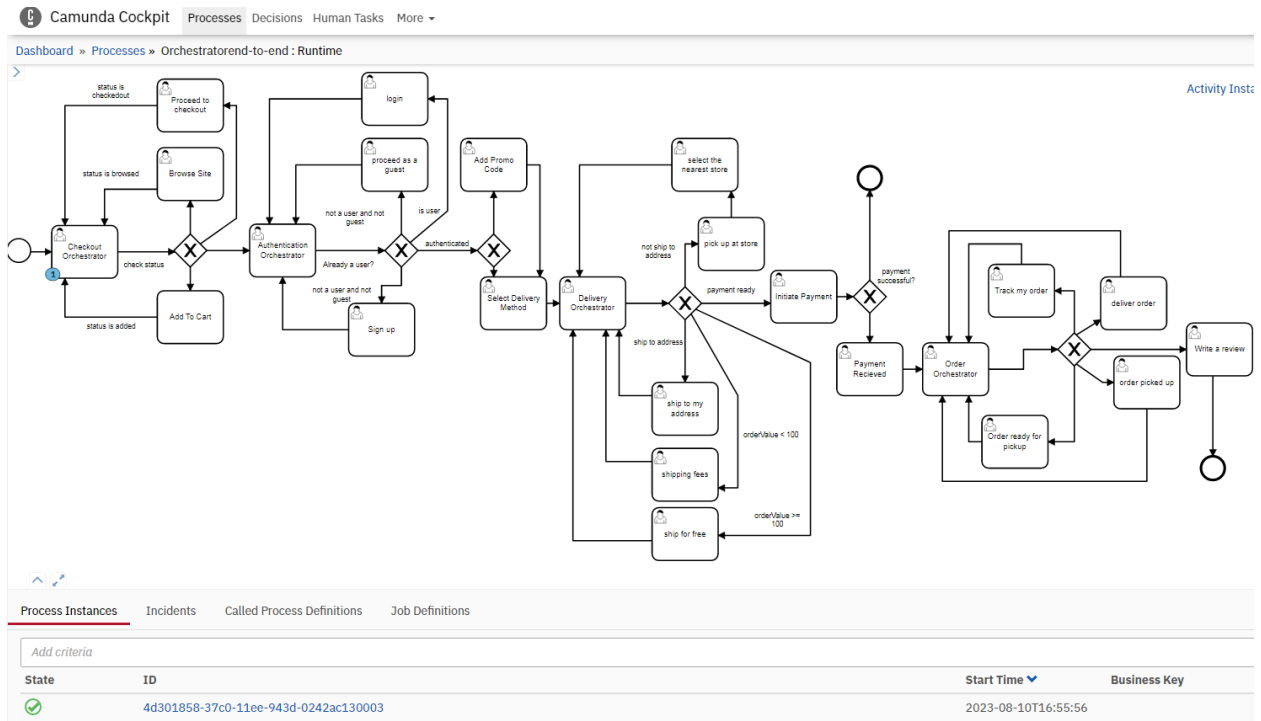 Camunda Cockpit Processes Decisions Human Tasks More
Dashboard » Processes » Orchestratorend-to-end : Runtime
Activity Insta
status is
checkedout
Proceed to
checkout
status is browsed
Browse Site
Checkout
Orchestrator
1
check status
status is added
Add To Cart
login
proceed as a
guest
not a user and not
guest
is user
Authentication
Orchestrator
Already a user?
authenticated
not a user and not
guest
Sign up
Add Promo
Code
Select Delivery
Method
select the
nearest store
not ship to
address
pick up at store
Delivery
Orchestrator
payment ready
ship to address
ship to my
address
orderValue < 100
shipping fees
orderValue >=
100
ship for free
Initiate Payment
payment
successful?
Payment
Recieved
Order
Orchestrator
Track my order
deliver order
Write a review
order picked up
Order ready for
pickup
Process Instances Incidents Called Process Definitions Job Definitions
Add criteria
State ID Start Time Business Key
4d301858-37c0-11ee-943d-0242ac130003 2023-08-10T16:55:56